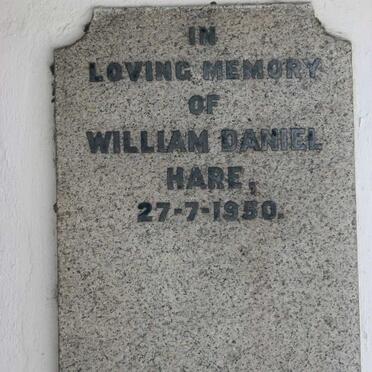 IN
LOVING MEMORY
OF
WILLIAM DANIEL
HARE,
27-7-1950.